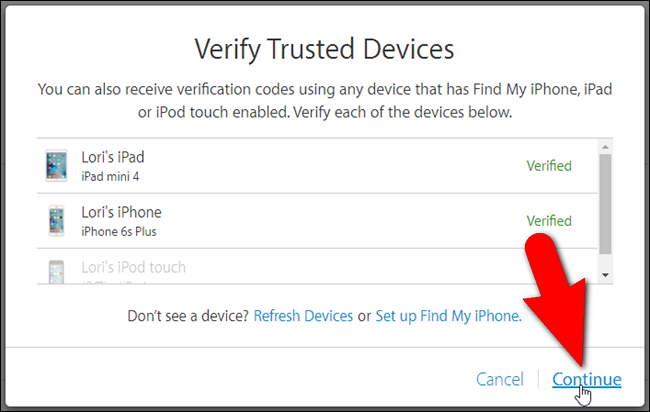 Verify Trusted Devices
You can also receive verification codes using any device that has Find My iPhone, iPad
or iPod touch enabled. Verify each of the devices below.
Lori's iPad
iPad mini 4
Verified
Lori's iPhone
iPhone 6s Plus
Verified
Lori's iPod touch
Don't see a device? Refresh Devices or Set up Find My iPhone.
Cancel
Continue